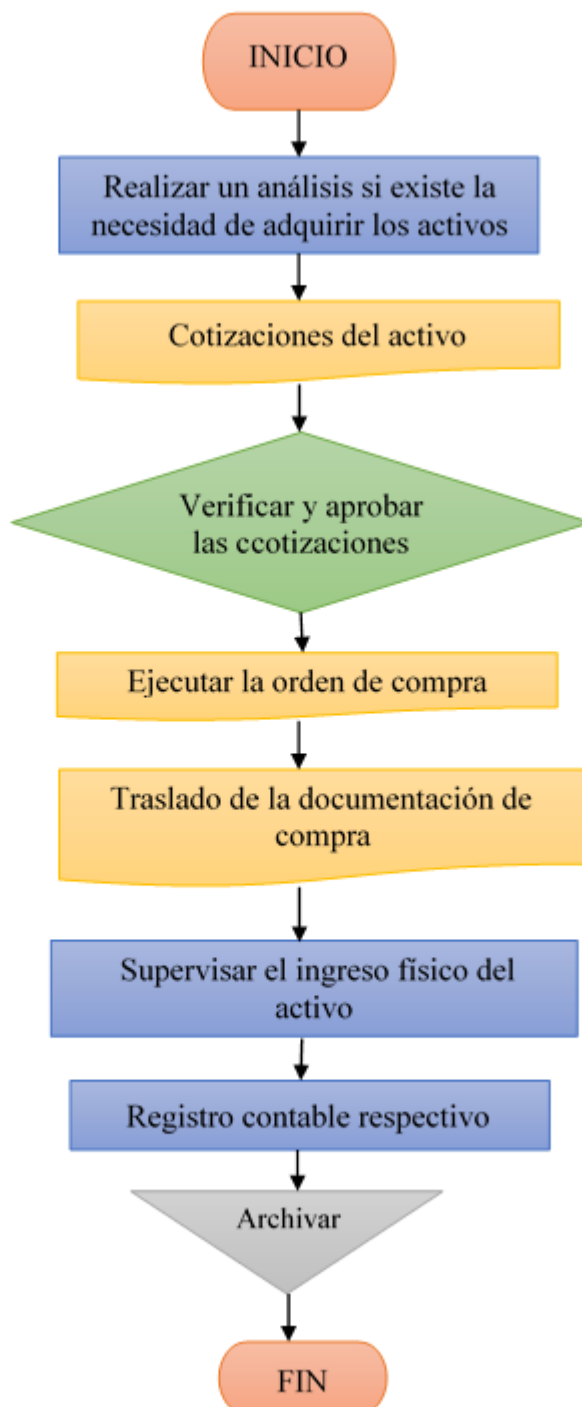 INICIO
Realizar un análisis si existe la
necesidad de adquirir los activos
Cotizaciones del activo
Verificar y aprobar
las ccotizaciones
Ejecutar la orden de compra
Traslado de la documentación de
compra
Supervisar el ingreso físico del
activo
Registro contable respectivo
Archivar
FIN